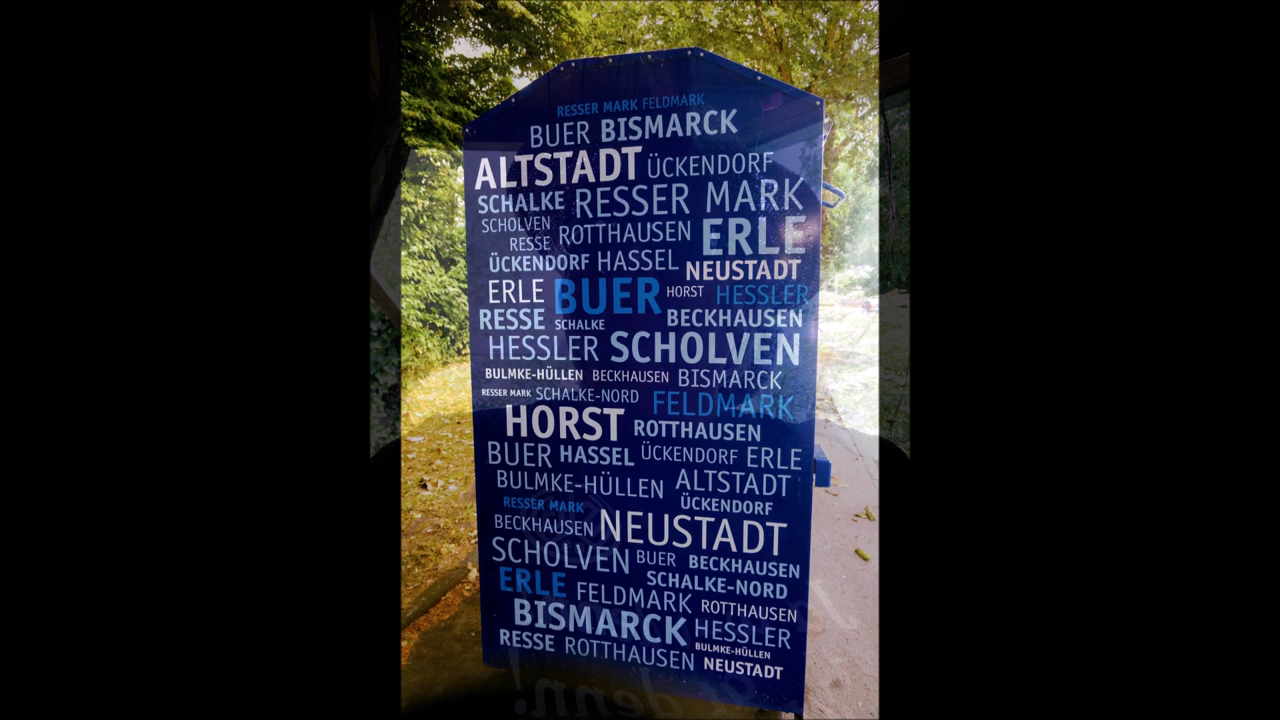 RESSER MARK FELDMARK
BUER BISMARCK
ALTSTADT ÜCKENDORF
SCHALKE RESSER MARK
SCHOLVEN ROTTHAUSEN ERLE
RESSE
ÜCKENDORF HASSEL NEUSTADT
ERLE BUER HORST HESSLER
RESSE SCHALKE BECKHAUSEN
HESSLER SCHOLVEN
BULMKE-HÜLLEN BECKHAUSEN BISMARCK
RESSER MARK SCHALKE-NORD FELDMARK
HORST ROTTHAUSEN
BUER HASSEL ÜCKENDORF ERLE
BULMKE-HÜLLEN ALTSTADT
RESSER MARK ÜCKENDORF
BECKHAUSEN NEUSTADT
SCHOLVEN BUER BECKHAUSEN
ERLE SCHALKE-NORD
FELDMARK ROTTHAUSEN
BISMARCK HESSLER
RESSE ROTTHAUSEN BULMKE-HÜLLEN
NEUSTADT
denn!